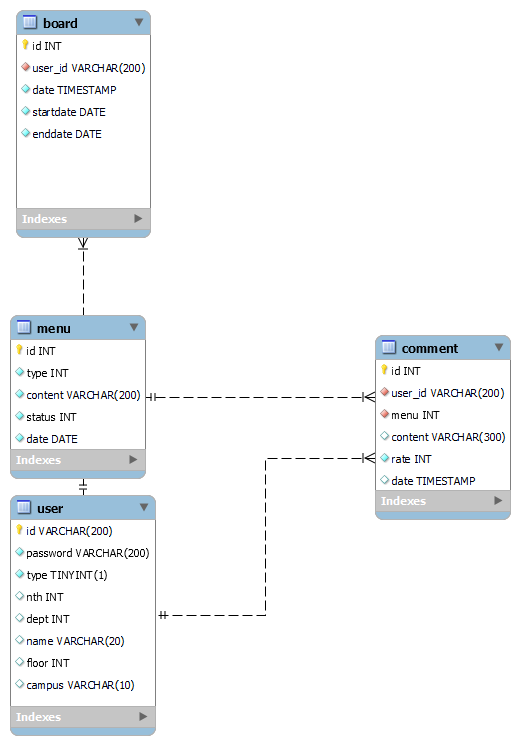 board
id INT
user_id VARCHAR(200)
date TIMESTAMP
startdate DATE
enddate DATE
Indexes
menu
id INT
type INT
content VARCHAR(200)
status INT
date DATE
Indexes
comment
id INT
user_id VARCHAR(200)
menu INT
content VARCHAR(300)
rate INT
date TIMESTAMP
Indexes
user
id VARCHAR(200)
password VARCHAR(200)
type TINYINT(1)
nth INT
dept INT
name VARCHAR(20)
floor INT
campus VARCHAR(10)
Indexes